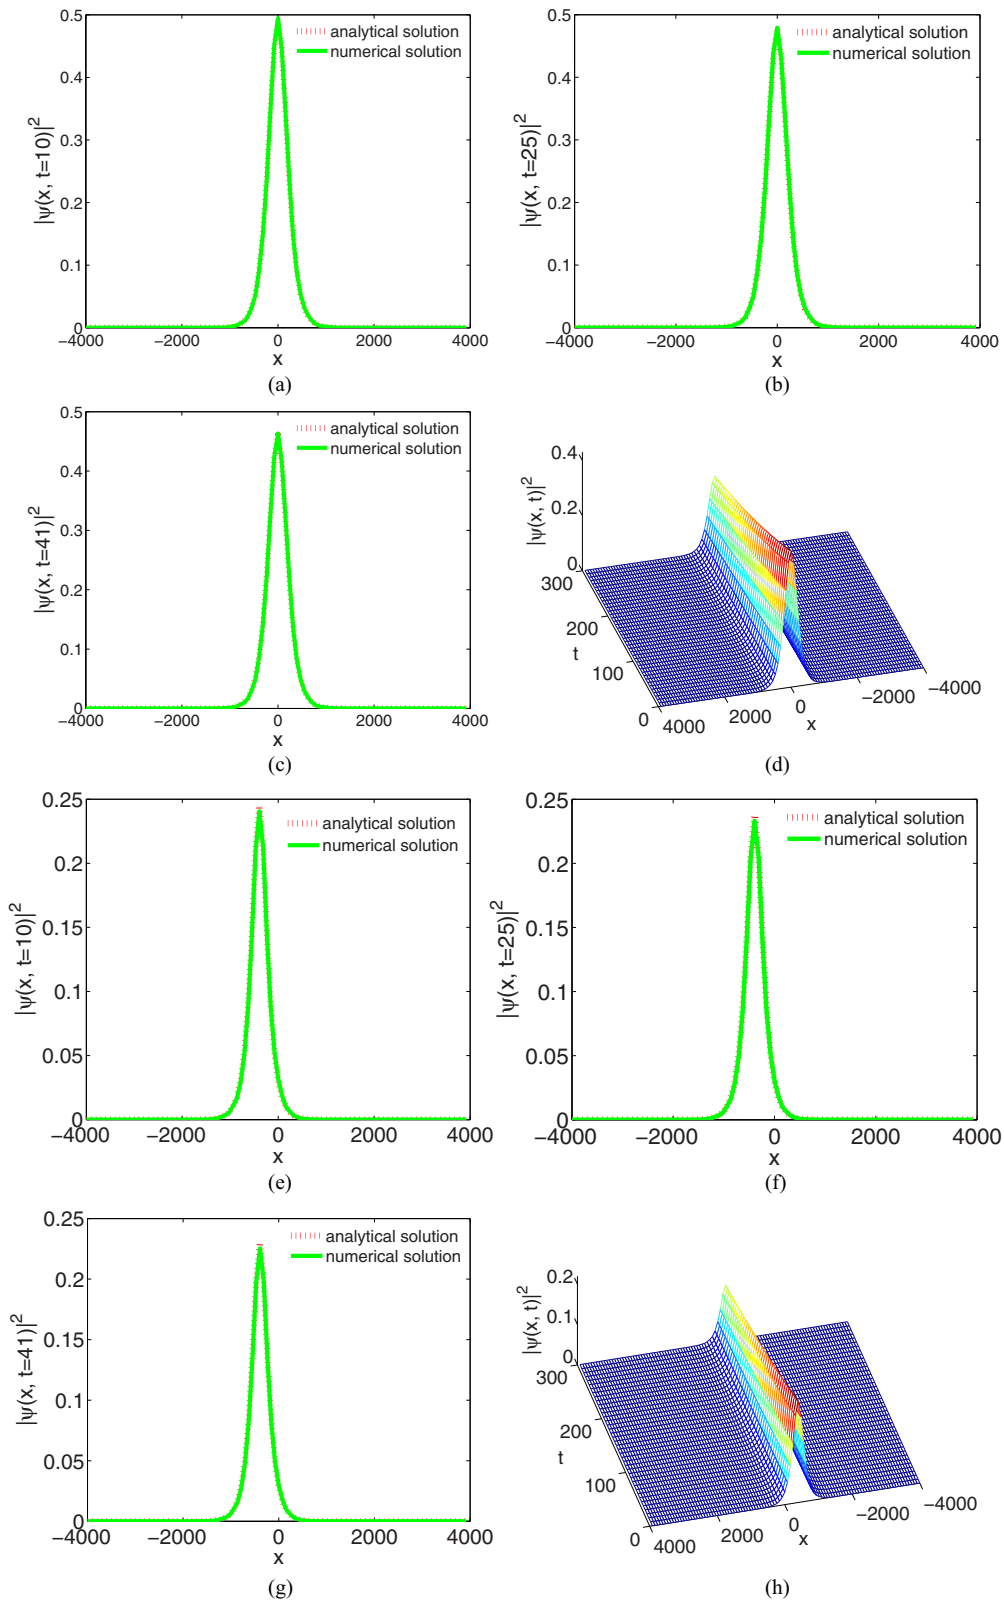 0.5
0.4
0.3
0.2
0.1
0
−4000 −2000 0 2000 4000
x
|ψ(x, t=10)|²
analytical solution
numerical solution
(a)
0.5
0.4
0.3
0.2
0.1
0
−4000 −2000 0 2000 4000
x
|ψ(x, t=25)|²
analytical solution
numerical solution
(b)
0.5
0.4
0.3
0.2
0.1
0
−4000 −2000 0 2000 4000
x
|ψ(x, t=41)|²
analytical solution
numerical solution
(c)
0.4
0.2
0
|ψ(x, t)|²
300
200
100
0
t
4000
2000
0
−2000
−4000
x
(d)
0.25
0.2
0.15
0.1
0.05
0
−4000 −2000 0 2000 4000
x
|ψ(x, t=10)|²
analytical solution
numerical solution
(e)
0.25
0.2
0.15
0.1
0.05
0
−4000 −2000 0 2000 4000
x
|ψ(x, t=25)|²
analytical solution
numerical solution
(f)
0.25
0.2
0.15
0.1
0.05
0
−4000 −2000 0 2000 4000
x
|ψ(x, t=41)|²
analytical solution
numerical solution
(g)
0.2
0.1
0
|ψ(x, t)|²
300
200
100
0
t
4000
2000
0
−2000
−4000
x
(h)